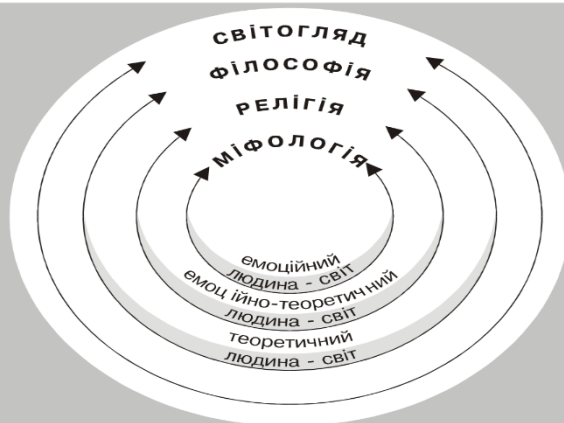 СВІТОГЛЯД
ФІЛОСОФІЯ
РЕЛІГІЯ
МІФОЛОГІЯ
емоційний
людина - світ
емоц ійно-теоретичний
людина - світ
теоретичний
людина - світ